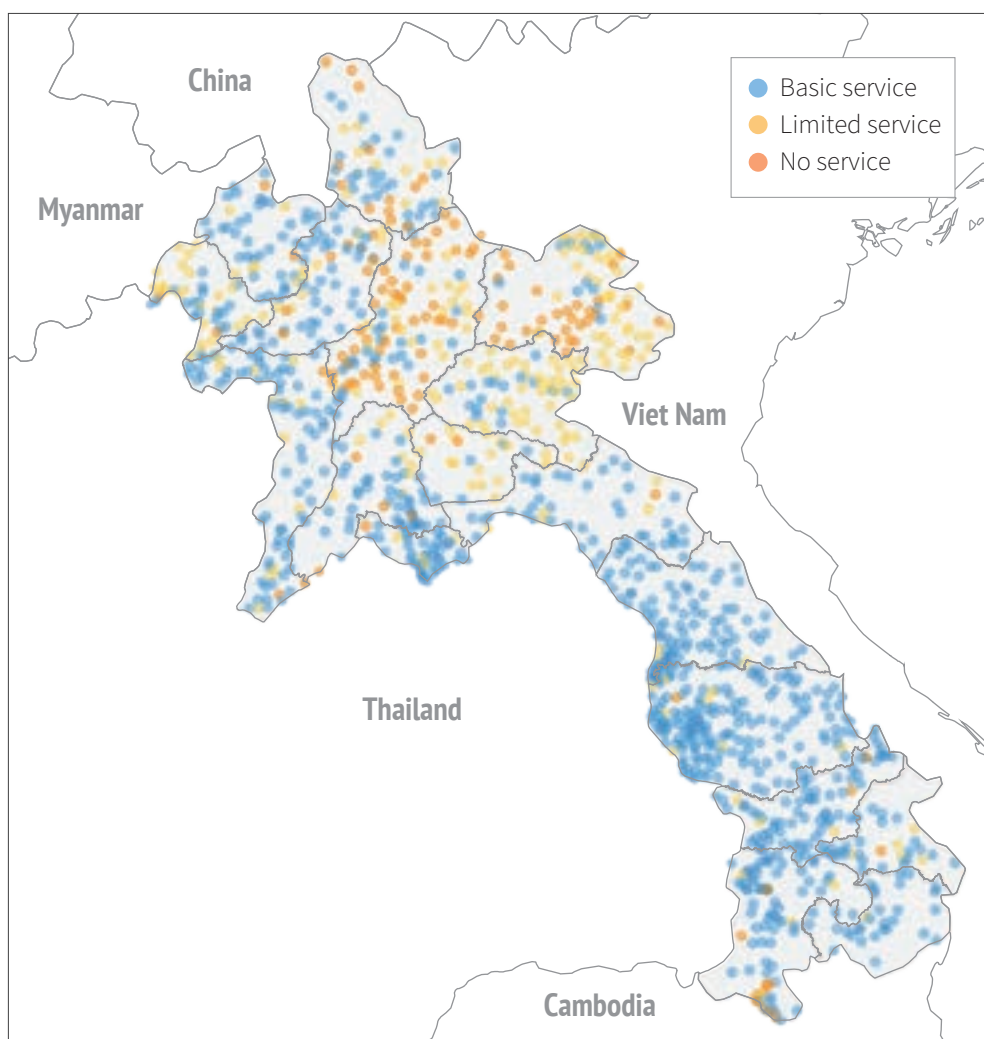 China
Basic service
Limited service
No service
Myanmar
Viet Nam
Thailand
Cambodia